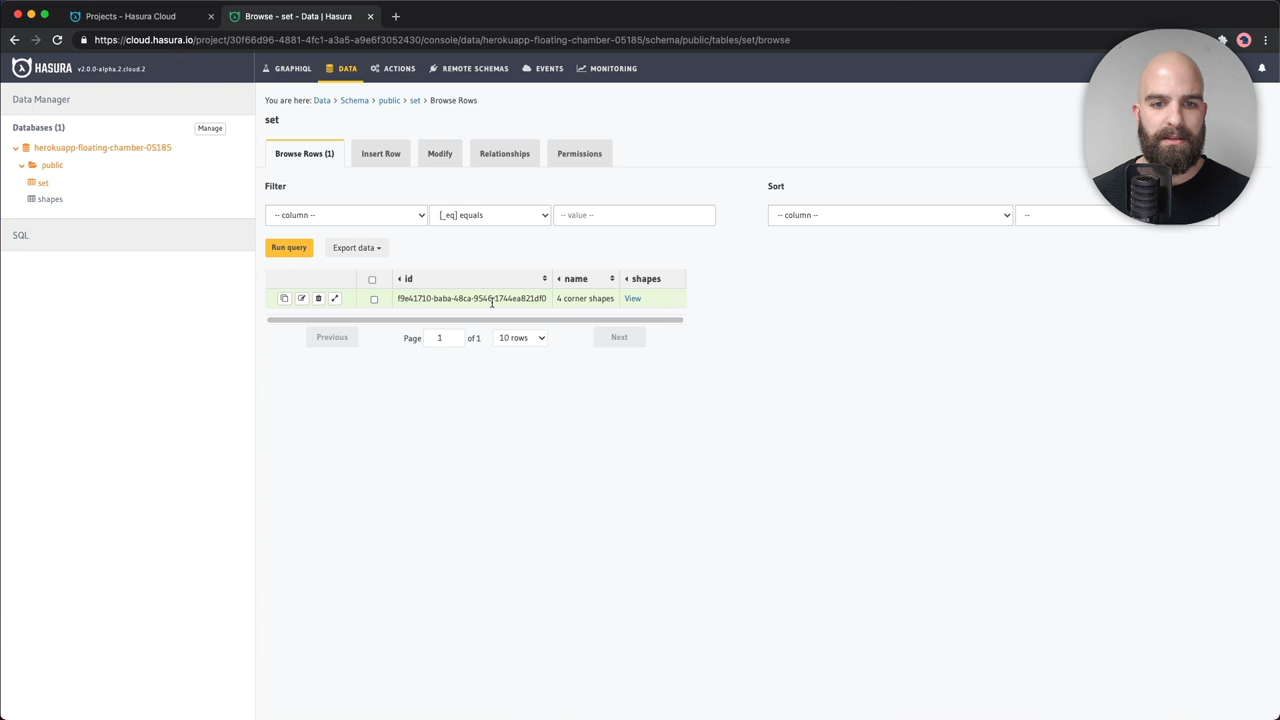 Projects - Hasura Cloud
Browse - set - Data | Hasura
https://cloud.hasura.io/project/30f66d96-4881-4fc1-a3a5-a9e6f3052430/console/data/herokuapp-floating-chamber-05185/schema/public/tables/set/browse
HASURA v2.0.0-alpha.2.cloud.2
GRAPHIQL DATA ACTIONS REMOTE SCHEMAS EVENTS MONITORING
Data Manager
Databases (1) Manage
herokuapp-floating-chamber-05185
public
set
shapes
SQL
You are here: Data > Schema > public > set > Browse Rows
set
Browse Rows (1) Insert Row Modify Relationships Permissions
Filter Sort
-- column -- [_eq] equals -- value -- -- column -- --
Run query Export data
id name shapes
f9e41710-baba-48ca-9546-1744ea821df0 4 corner shapes View
Previous Page 1 of 1 10 rows Next